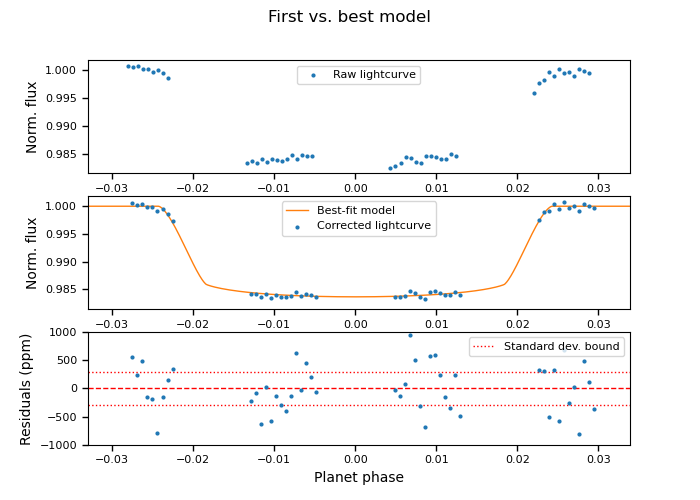 First vs. best model
1.000
0.995
0.990
0.985
Norm. flux
Raw lightcurve
−0.03 −0.02 −0.01 0.00 0.01 0.02 0.03
1.000
0.995
0.990
0.985
Norm. flux
Best-fit model
Corrected lightcurve
−0.03 −0.02 −0.01 0.00 0.01 0.02 0.03
1000
500
0
−500
−1000
Residuals (ppm)
Standard dev. bound
−0.03 −0.02 −0.01 0.00 0.01 0.02 0.03
Planet phase